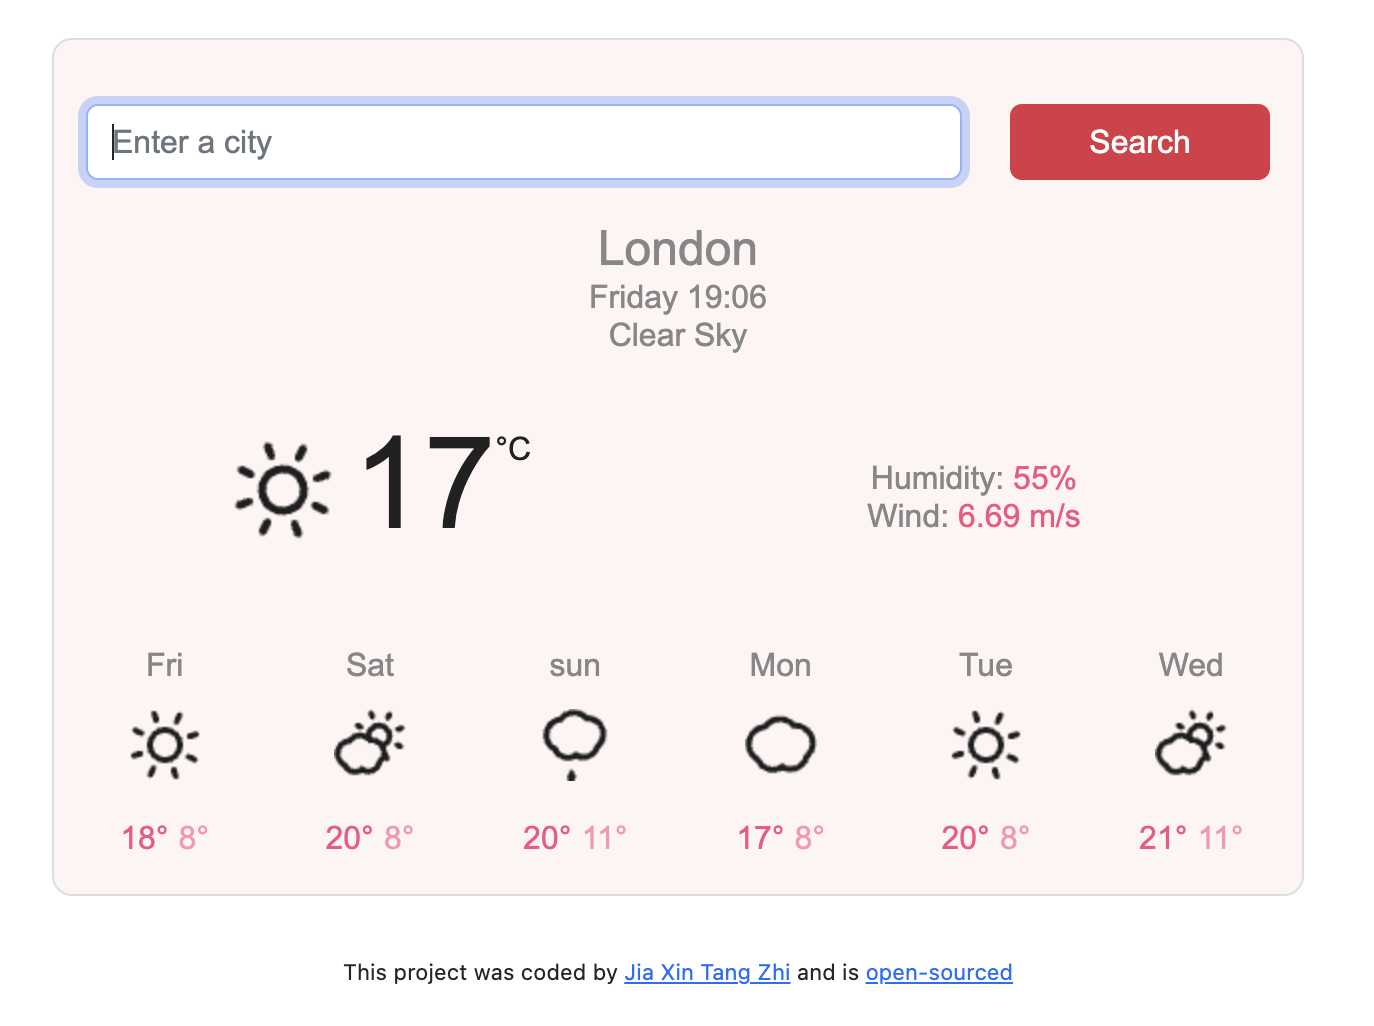 Enter a city
Search
London
Friday 19:06
Clear Sky
17°C
Humidity: 55%
Wind: 6.69 m/s
Fri Sat sun Mon Tue Wed
18° 8° 20° 8° 20° 11° 17° 8° 20° 8° 21° 11°
This project was coded by Jia Xin Tang Zhi and is open-sourced